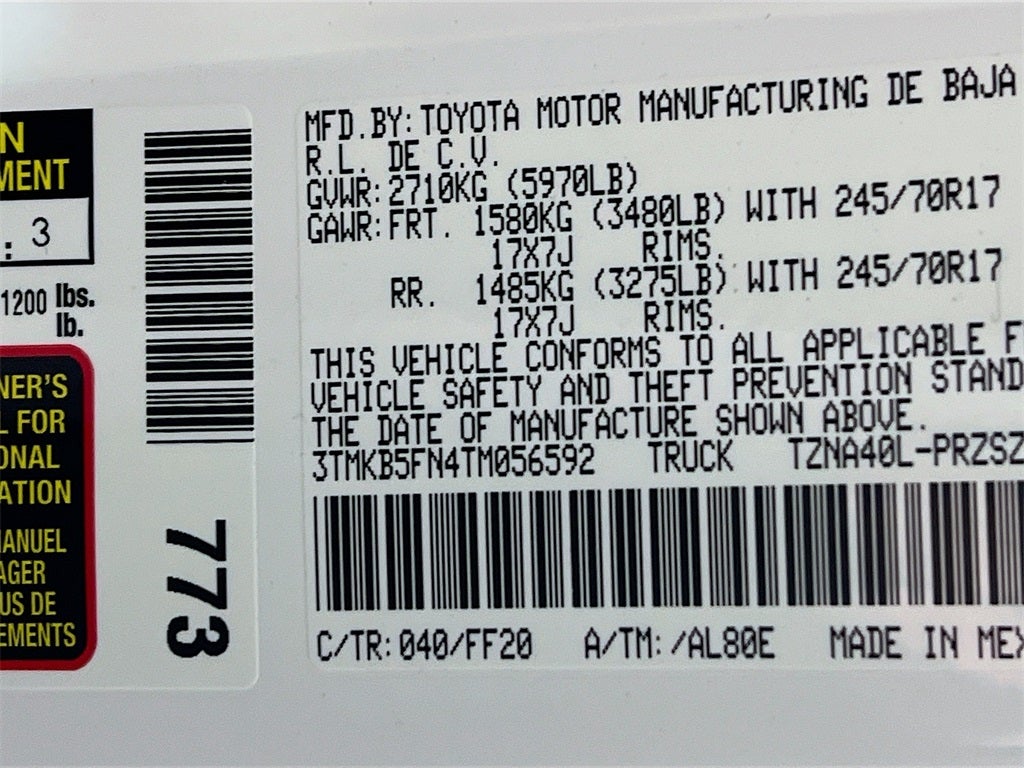 N
MENT
: 3
1200 lbs.
lb.
NER'S
L FOR
ONAL
ATION
MANUEL
AGER
US DE
EMENTS
773
MFD.BY:TOYOTA MOTOR MANUFACTURING DE BAJA
R.L. DE C.V.
GVWR:2710KG (5970LB)
GAWR:FRT. 1580KG (3480LB) WITH 245/70R17
17X7J RIMS.
RR. 1485KG (3275LB) WITH 245/70R17
17X7J RIMS.
THIS VEHICLE CONFORMS TO ALL APPLICABLE F
VEHICLE SAFETY AND THEFT PREVENTION STAND
THE DATE OF MANUFACTURE SHOWN ABOVE.
3TMKB5FN4TM056592 TRUCK TZNA40L-PRZSZ
C/TR:040/FF20 A/TM:/AL80E MADE IN MEX